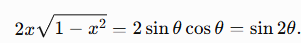 2x√(1 − x²) = 2 sin θ cos θ = sin 2θ.